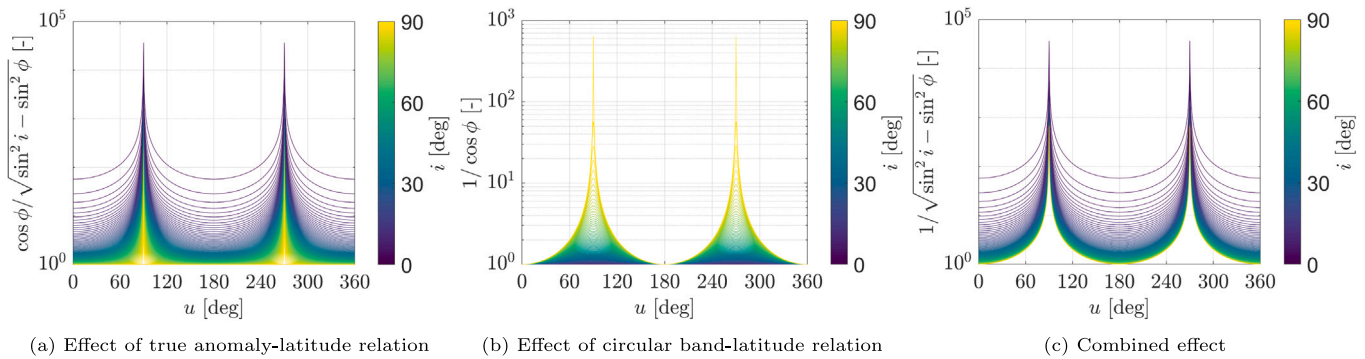 10^5
cos ϕ/√sin² i − sin² ϕ [-]
10^0
0 60 120 180 240 300 360
u [deg]
90
60
30
0
i [deg]
(a) Effect of true anomaly-latitude relation
10^3
10^2
10^1
10^0
1/ cos ϕ [-]
0 60 120 180 240 300 360
u [deg]
90
60
30
0
i [deg]
(b) Effect of circular band-latitude relation
10^5
1/√sin² i − sin² ϕ [-]
10^0
0 60 120 180 240 300 360
u [deg]
90
60
30
0
i [deg]
(c) Combined effect